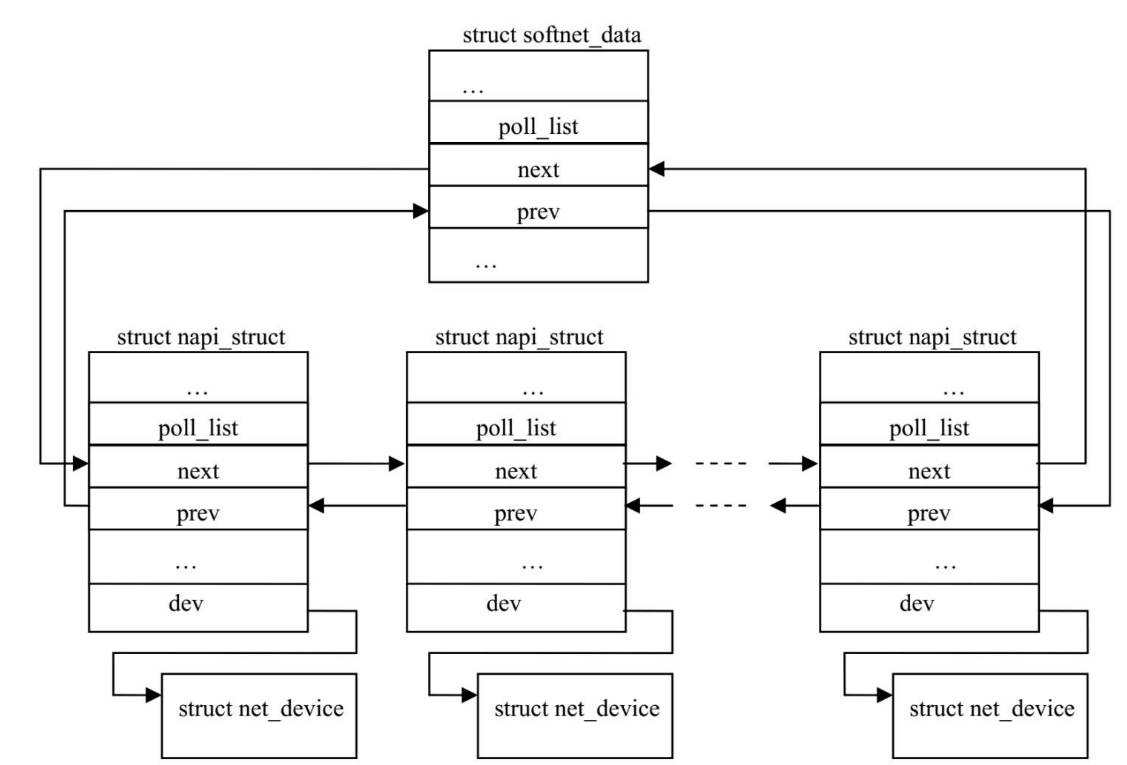 struct softnet_data
…
poll_list
next
prev
…
struct napi_struct
…
poll_list
next
prev
…
dev
struct net_device
struct napi_struct
…
poll_list
next
prev
…
dev
struct net_device
struct napi_struct
…
poll_list
next
prev
…
dev
struct net_device